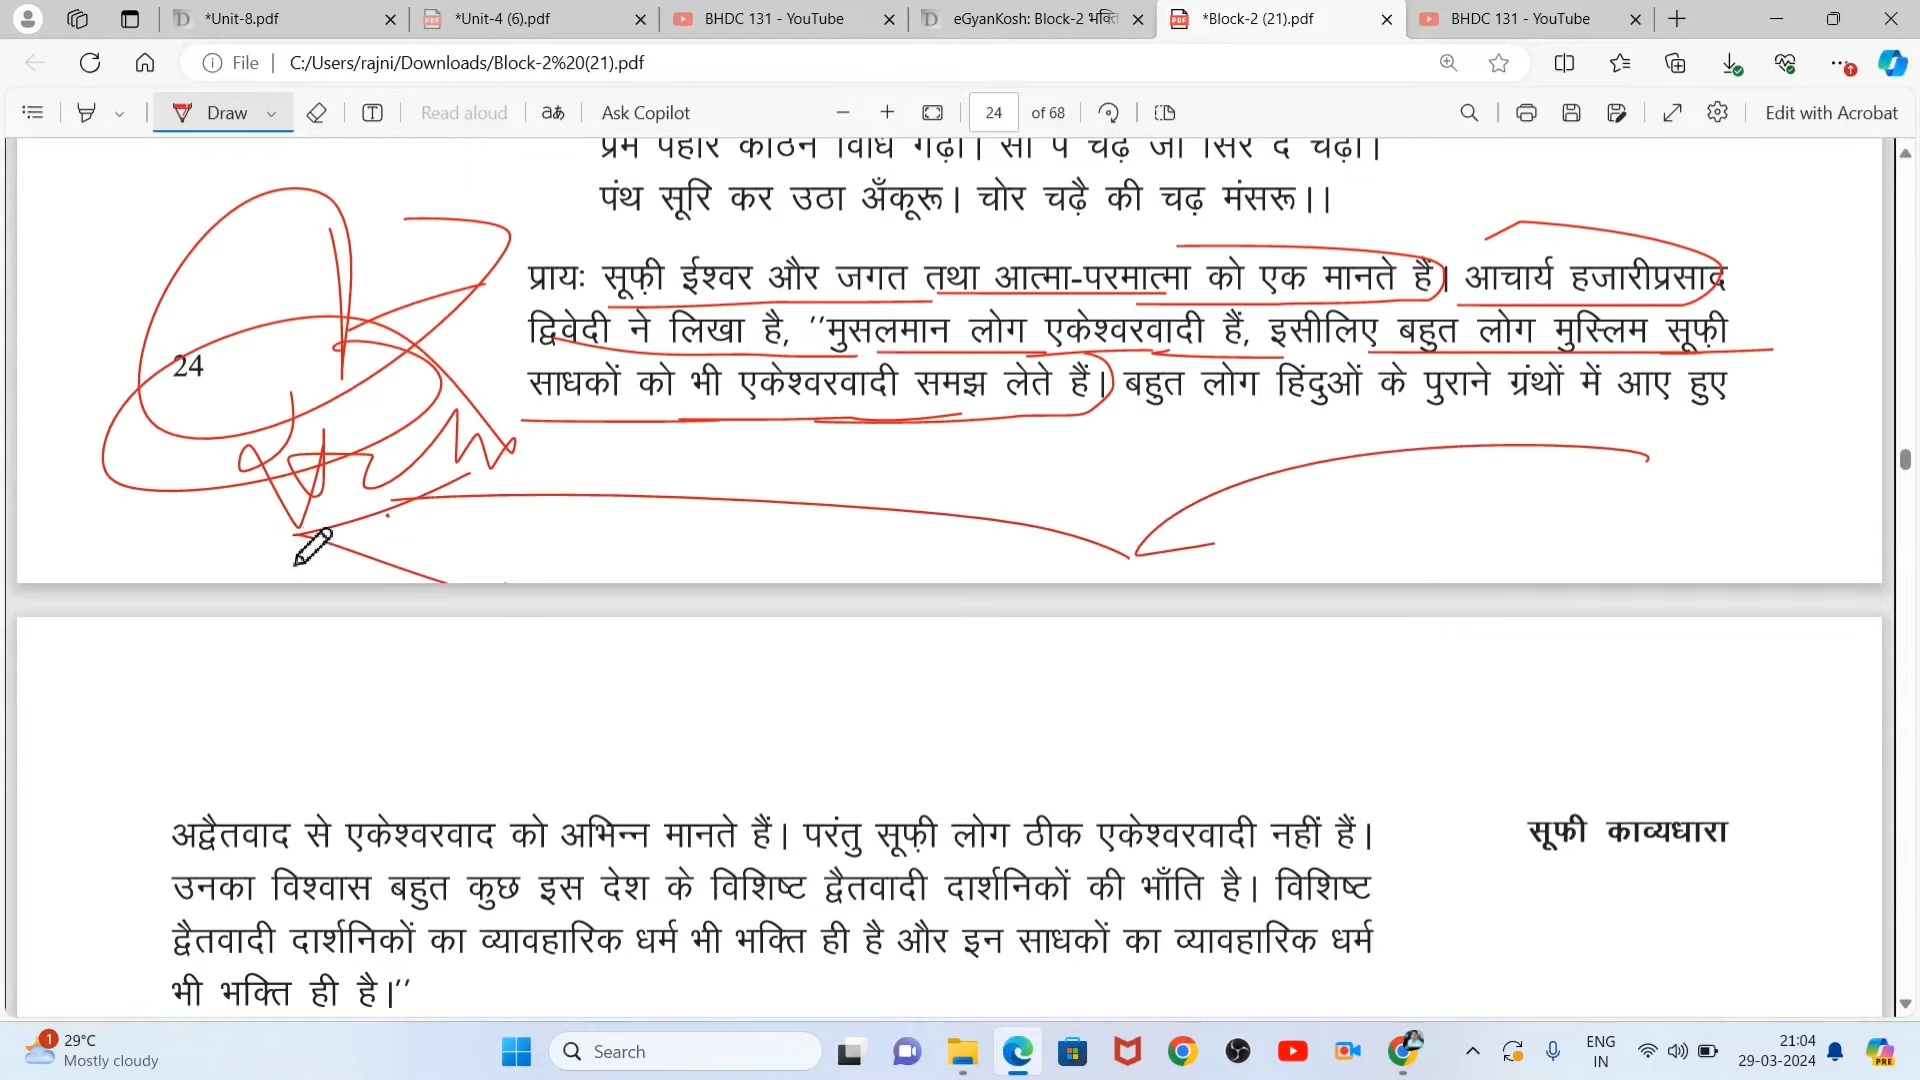 *Unit-8.pdf
*Unit-4 (6).pdf
BHDC 131 - YouTube
eGyanKosh: Block-2 भक्ति
*Block-2 (21).pdf
BHDC 131 - YouTube
File
C:/Users/rajni/Downloads/Block-2%20(21).pdf
Draw
Read aloud
aあ
Ask Copilot
24
of 68
Edit with Acrobat
पंथ सूरि कर उठा अँकूरू। चोर चढ़ै की चढ़ मंसरू।।
प्रायः सूफ़ी ईश्वर और जगत तथा आत्मा-परमात्मा को एक मानते हैं। आचार्य हजारीप्रसाद
द्विवेदी ने लिखा है, ''मुसलमान लोग एकेश्वरवादी हैं, इसीलिए बहुत लोग मुस्लिम सूफ़ी
24
साधकों को भी एकेश्वरवादी समझ लेते हैं। बहुत लोग हिंदुओं के पुराने ग्रंथों में आए हुए
अद्वैतवाद से एकेश्वरवाद को अभिन्न मानते हैं। परंतु सूफ़ी लोग ठीक एकेश्वरवादी नहीं हैं।
सूफी काव्यधारा
उनका विश्वास बहुत कुछ इस देश के विशिष्ट द्वैतवादी दार्शनिकों की भाँति है। विशिष्ट
द्वैतवादी दार्शनिकों का व्यावहारिक धर्म भी भक्ति ही है और इन साधकों का व्यावहारिक धर्म
भी भक्ति ही है।''
1
29°C
Mostly cloudy
Search
ENG
IN
21:04
29-03-2024
PRE